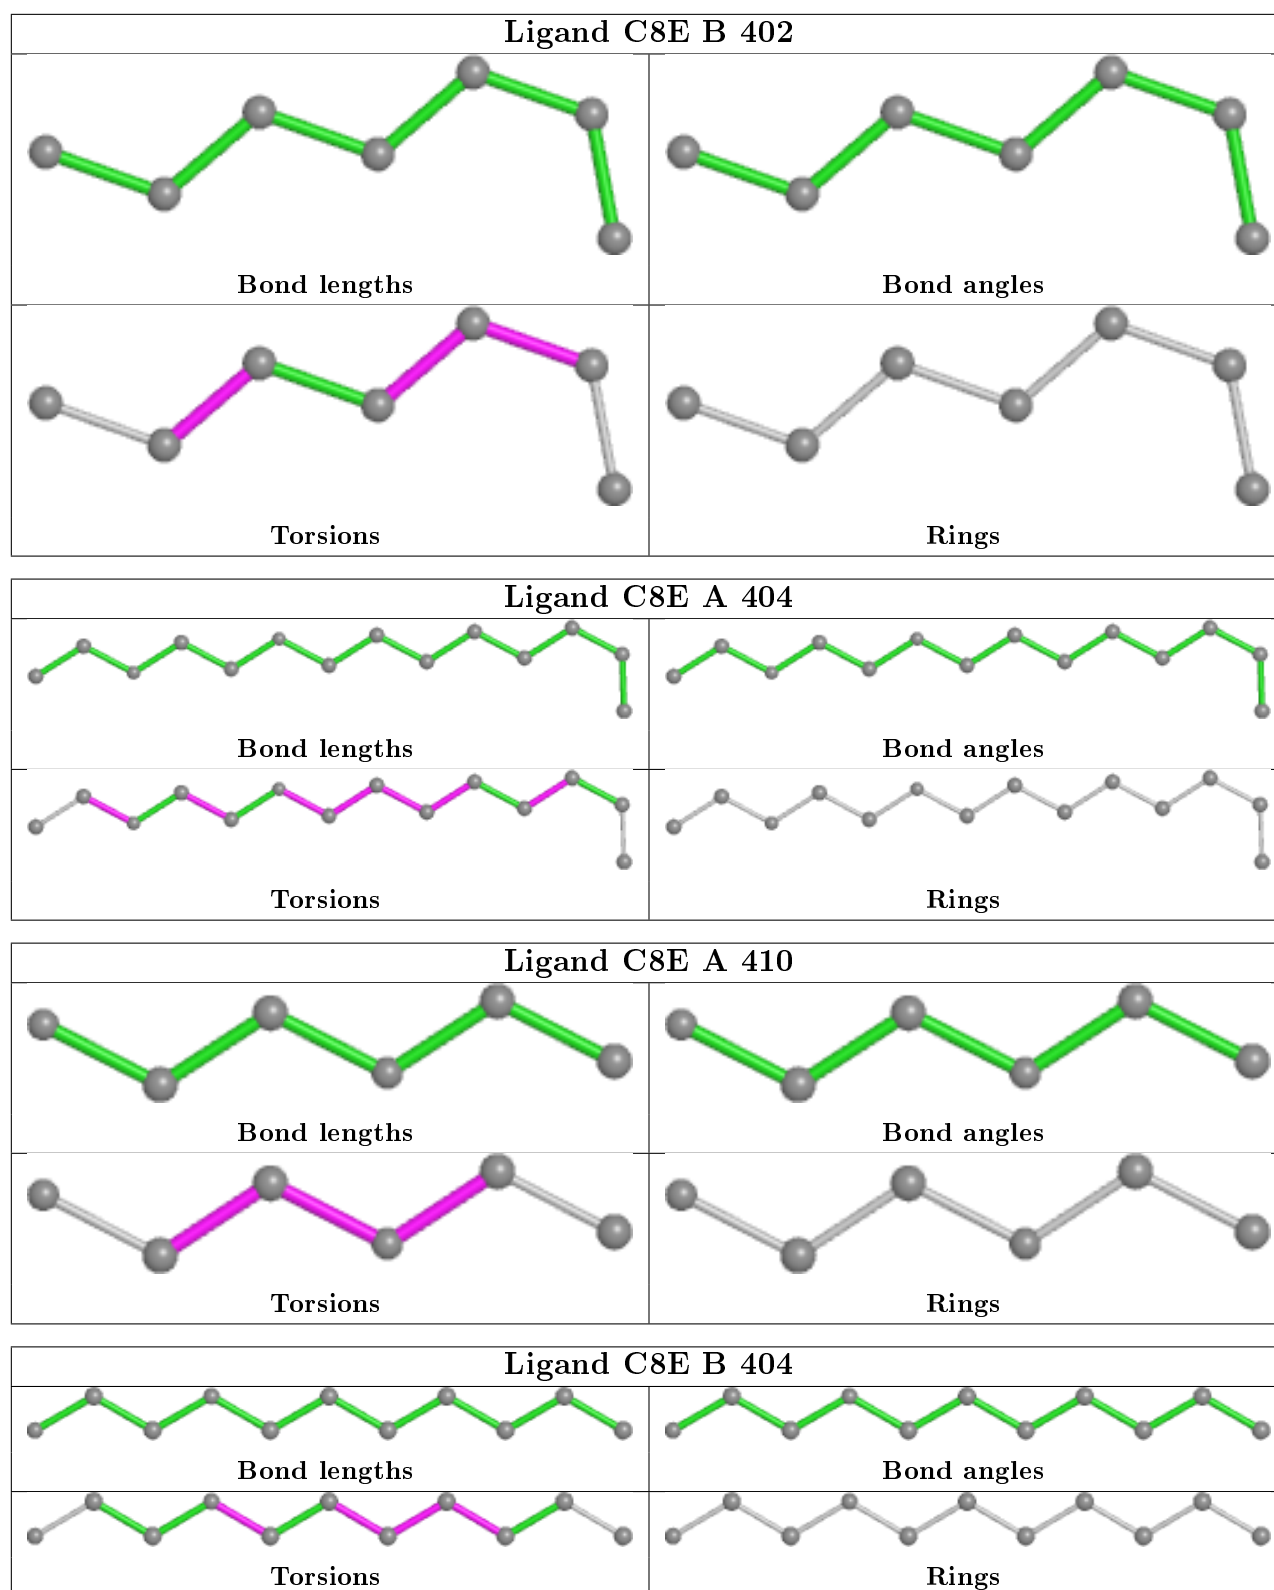 Ligand C8E B 402
Bond lengths
Bond angles
Torsions
Rings
Ligand C8E A 404
Bond lengths
Bond angles
Torsions
Rings
Ligand C8E A 410
Bond lengths
Bond angles
Torsions
Rings
Ligand C8E B 404
Bond lengths
Bond angles
Torsions
Rings